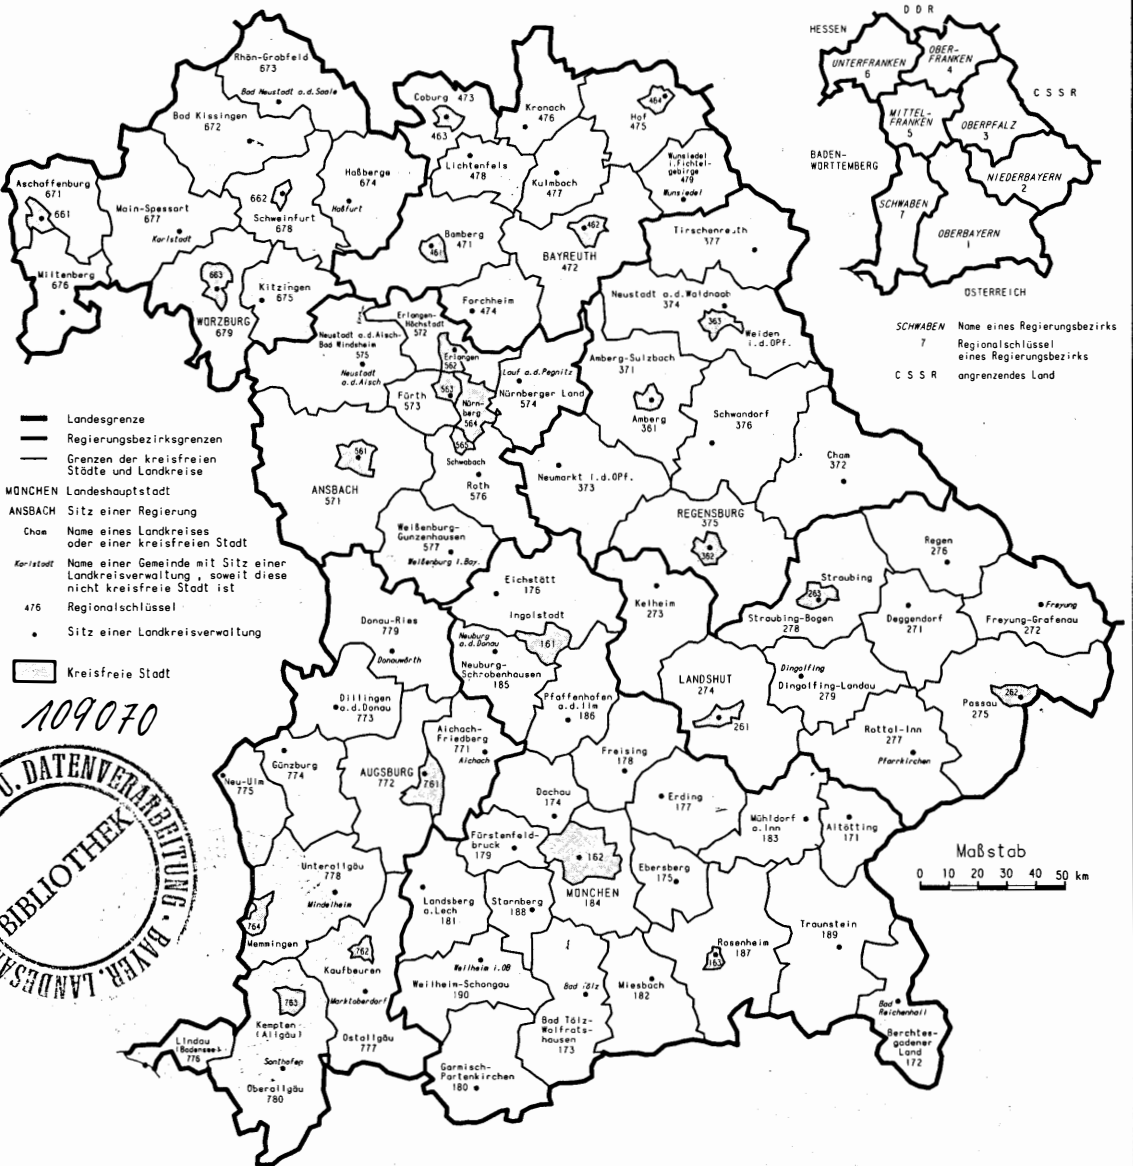 Rhön-Grabfeld
673
Bad Neustadt a.d.Saale
Bad Kissingen
672
Coburg 473
463
Kronach
476
464
Hof
475
Aschaffenburg
671
661
Main-Spessart
677
Karlstadt
662
Schweinfurt
678
Haßberge
674
Haßfurt
Lichtenfels
478
Kulmbach
477
Wunsiedel
i.Fichtel-
gebirge
479
Wunsiedel
Miltenberg
676
663
WÜRZBURG
679
Kitzingen
675
Bamberg
471
461
462
BAYREUTH
472
Tirschenreuth
377
Forchheim
474
Neustadt a.d.Waldnaab
374
363
Weiden
i.d.OPf.
Neustadt a.d.Aisch-
Bad Windsheim
575
Neustadt
a.d.Aisch
Erlangen-
Höchstadt
572
Erlangen
562
563
Fürth
573
Nürn-
berg
564
565
Schwabach
Lauf a.d.Pegnitz
Nürnberger Land
574
Amberg-Sulzbach
371
Amberg
361
Schwandorf
376
Cham
372
561
ANSBACH
571
Roth
576
Neumarkt i.d.OPf.
373
REGENSBURG
375
362
Weißenburg-
Gunzenhausen
577
Weißenburg i.Bay.
Eichstätt
176
Ingolstadt
161
Kelheim
273
Straubing
263
Straubing-Bogen
278
Regen
276
Deggendorf
271
Freyung
Freyung-Grafenau
272
Donau-Ries
779
Donauwörth
Neuburg
a.d.Donau
Neuburg-
Schrobenhausen
185
Pfaffenhofen
a.d.Ilm
186
LANDSHUT
274
261
Dingolfing
Dingolfing-Landau
279
Passau
275
262
Rottal-Inn
277
Pfarrkirchen
Dillingen
a.d.Donau
773
Aichach-
Friedberg
771
Aichach
Neu-Ulm
775
Günzburg
774
AUGSBURG
772
761
Freising
178
Dachau
174
Erding
177
Mühldorf
a.Inn
183
Altötting
171
Fürstenfeld-
bruck
179
162
MÜNCHEN
184
Ebersberg
175
Unterallgäu
778
Mindelheim
764
Memmingen
Landsberg
a.Lech
181
Starnberg
188
Rosenheim
187
163
Traunstein
189
762
Kaufbeuren
Marktoberdorf
Weilheim i.OB
Weilheim-Schongau
190
Bad Tölz
Bad Tölz-
Wolfrats-
hausen
173
Miesbach
182
Bad
Reichenhall
Berchtes-
gadener
Land
172
763
Kempten
(Allgäu)
Lindau
(Bodensee)
776
Sonthofen
Oberallgäu
780
Ostallgäu
777
Garmisch-
Partenkirchen
180
DDR
HESSEN
UNTERFRANKEN
6
OBER-
FRANKEN
4
CSSR
MITTEL-
FRANKEN
5
OBERPFALZ
3
BADEN-
WÜRTTEMBERG
NIEDERBAYERN
2
SCHWABEN
7
OBERBAYERN
1
ÖSTERREICH
SCHWABEN Name eines Regierungsbezirks
7 Regionalschlüssel
eines Regierungsbezirks
CSSR angrenzendes Land
Landesgrenze
Regierungsbezirksgrenzen
Grenzen der kreisfreien
Städte und Landkreise
MÜNCHEN Landeshauptstadt
ANSBACH Sitz einer Regierung
Cham Name eines Landkreises
oder einer kreisfreien Stadt
Karlstadt Name einer Gemeinde mit Sitz einer
Landkreisverwaltung , soweit diese
nicht kreisfreie Stadt ist
476 Regionalschlüssel
Sitz einer Landkreisverwaltung
Kreisfreie Stadt
109070
U. DATENVERARBEITUNG - BAYER. LANDESA
BIBLIOTHEK
Maßstab
0 10 20 30 40 50 km